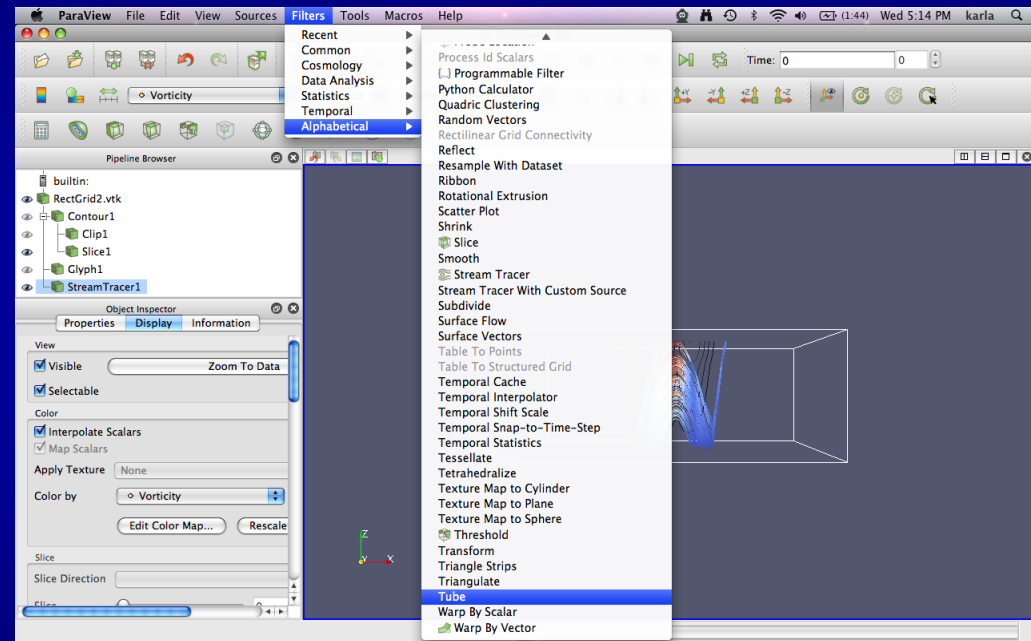 ParaView File Edit View Sources Filters Tools Macros Help (1:44) Wed 5:14 PM karla
Recent
Common
Cosmology
Data Analysis
Statistics
Temporal
Alphabetical
Time: 0 0
Vorticity
Pipeline Browser
builtin:
RectGrid2.vtk
Contour1
Clip1
Slice1
Glyph1
StreamTracer1
Object Inspector
Properties Display Information
View
Visible Zoom To Data
Selectable
Color
Interpolate Scalars
Map Scalars
Apply Texture None
Color by Vorticity
Edit Color Map... Rescale
Slice
Slice Direction
Slice 0
Probe Location
Process Id Scalars
{...} Programmable Filter
Python Calculator
Quadric Clustering
Random Vectors
Rectilinear Grid Connectivity
Reflect
Resample With Dataset
Ribbon
Rotational Extrusion
Scatter Plot
Shrink
Slice
Smooth
Stream Tracer
Stream Tracer With Custom Source
Subdivide
Surface Flow
Surface Vectors
Table To Points
Table To Structured Grid
Temporal Cache
Temporal Interpolator
Temporal Shift Scale
Temporal Snap-to-Time-Step
Temporal Statistics
Tessellate
Tetrahedralize
Texture Map to Cylinder
Texture Map to Plane
Texture Map to Sphere
Threshold
Transform
Triangle Strips
Triangulate
Tube
Warp By Scalar
Warp By Vector
+Y -Y +Z -Z
Z
Y X